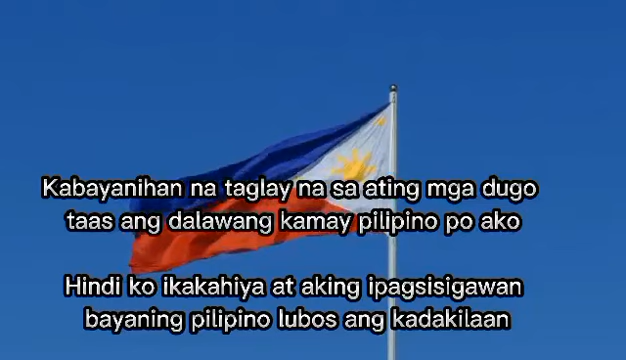 Kabayanihan na taglay na sa ating mga dugo
taas ang dalawang kamay pilipino po ako
Hindi ko ikakahiya at aking ipagsisigawan
bayaning pilipino lubos ang kadakilaan